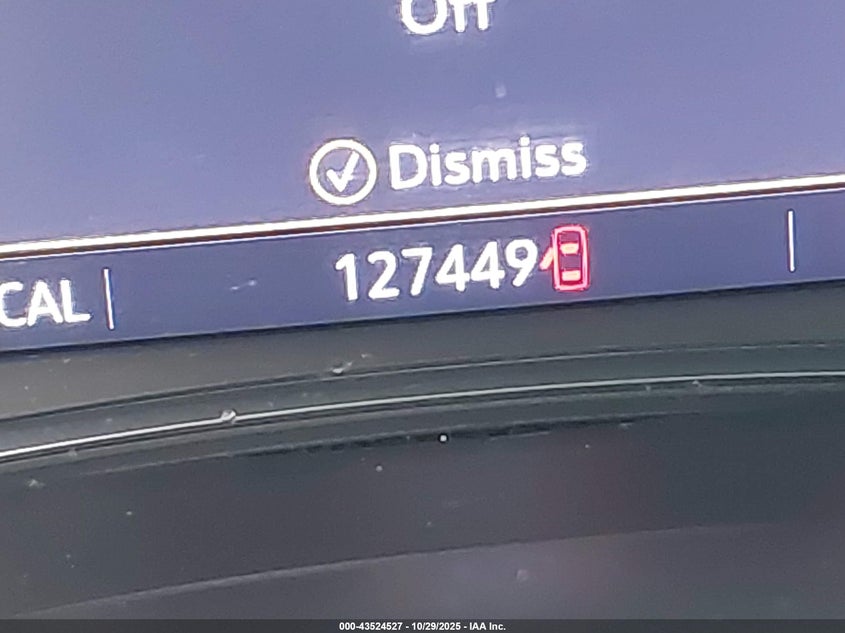 Off
Dismiss
CAL
127449
000-43524527 - 10/29/2025 - IAA Inc.